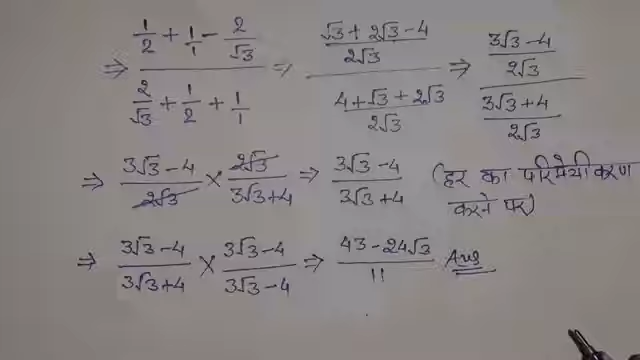 ⇒ (1/2 + 1/1 - 2/√3) / (2/√3 + 1/2 + 1/1) ⇒ ((√3 + 2√3 - 4)/2√3) / ((4 + √3 + 2√3)/2√3) ⇒ ((3√3 - 4)/2√3) / ((3√3 + 4)/2√3)
⇒ (3√3 - 4)/2√3 × 2√3/(3√3 + 4) ⇒ (3√3 - 4)/(3√3 + 4) (हर का परिमेयीकरण
करने पर)
⇒ (3√3 - 4)/(3√3 + 4) × (3√3 - 4)/(3√3 - 4) ⇒ (43 - 24√3)/11 Ans